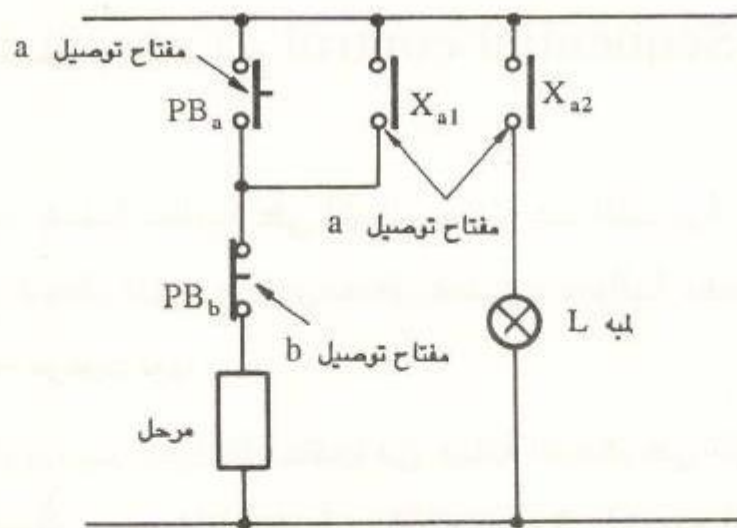 مفتاح توصيل a
PBa
Xa1
Xa2
مفتاح توصيل a
PBb
مفتاح توصيل b
لمبه L
مرحل